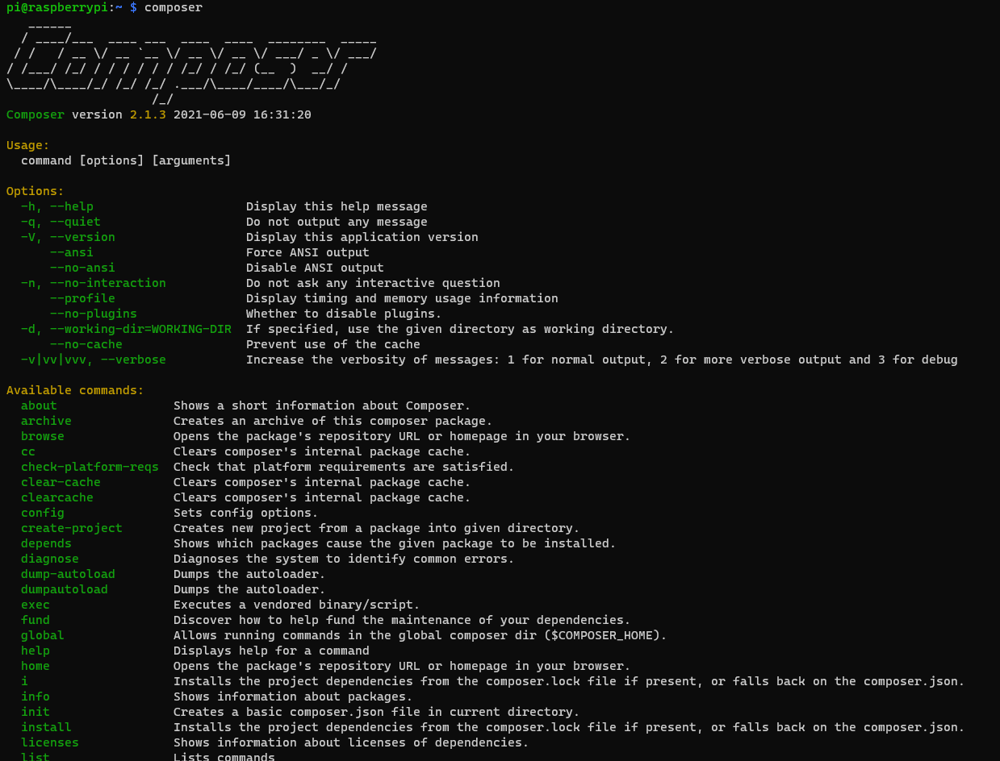 pi@raspberrypi:~ $ composer
   ______
  / ____/___  ____ ___  ____  ____  ________  _____
 / /   / __ \/ __ `__ \/ __ \/ __ \/ ___/ _ \/ ___/
/ /___/ /_/ / / / / / / /_/ / /_/ (__  )  __/ /
\____/\____/_/ /_/ /_/ .___/\____/____/\___/_/
                    /_/
Composer version 2.1.3 2021-06-09 16:31:20

Usage:
  command [options] [arguments]

Options:
  -h, --help                     Display this help message
  -q, --quiet                    Do not output any message
  -V, --version                  Display this application version
      --ansi                     Force ANSI output
      --no-ansi                  Disable ANSI output
  -n, --no-interaction           Do not ask any interactive question
      --profile                  Display timing and memory usage information
      --no-plugins               Whether to disable plugins.
  -d, --working-dir=WORKING-DIR  If specified, use the given directory as working directory.
      --no-cache                 Prevent use of the cache
  -v|vv|vvv, --verbose           Increase the verbosity of messages: 1 for normal output, 2 for more verbose output and 3 for debug

Available commands:
  about                Shows a short information about Composer.
  archive              Creates an archive of this composer package.
  browse               Opens the package's repository URL or homepage in your browser.
  cc                   Clears composer's internal package cache.
  check-platform-reqs  Check that platform requirements are satisfied.
  clear-cache          Clears composer's internal package cache.
  clearcache           Clears composer's internal package cache.
  config               Sets config options.
  create-project       Creates new project from a package into given directory.
  depends              Shows which packages cause the given package to be installed.
  diagnose             Diagnoses the system to identify common errors.
  dump-autoload        Dumps the autoloader.
  dumpautoload         Dumps the autoloader.
  exec                 Executes a vendored binary/script.
  fund                 Discover how to help fund the maintenance of your dependencies.
  global               Allows running commands in the global composer dir ($COMPOSER_HOME).
  help                 Displays help for a command
  home                 Opens the package's repository URL or homepage in your browser.
  i                    Installs the project dependencies from the composer.lock file if present, or falls back on the composer.json.
  info                 Shows information about packages.
  init                 Creates a basic composer.json file in current directory.
  install              Installs the project dependencies from the composer.lock file if present, or falls back on the composer.json.
  licenses             Shows information about licenses of dependencies.
  list                 Lists commands